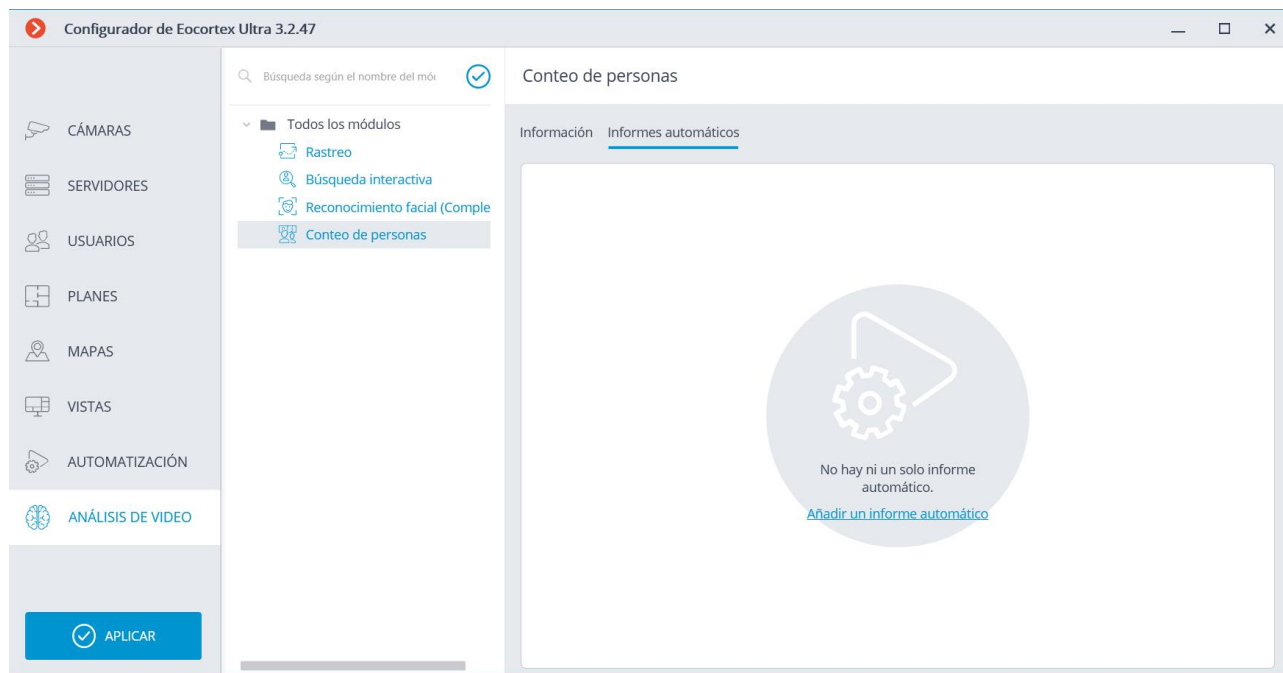 Configurador de Eocortex Ultra 3.2.47
CÁMARAS
SERVIDORES
USUARIOS
PLANES
MAPAS
VISTAS
AUTOMATIZACIÓN
ANÁLISIS DE VIDEO
APLICAR
Búsqueda según el nombre del
Todos los módulos
Rastreo
Búsqueda interactiva
Reconocimiento facial (Comple
Conteo de personas
Conteo de personas
Información Informes automáticos
No hay ni un solo informe
automático.
Añadir un informe automático